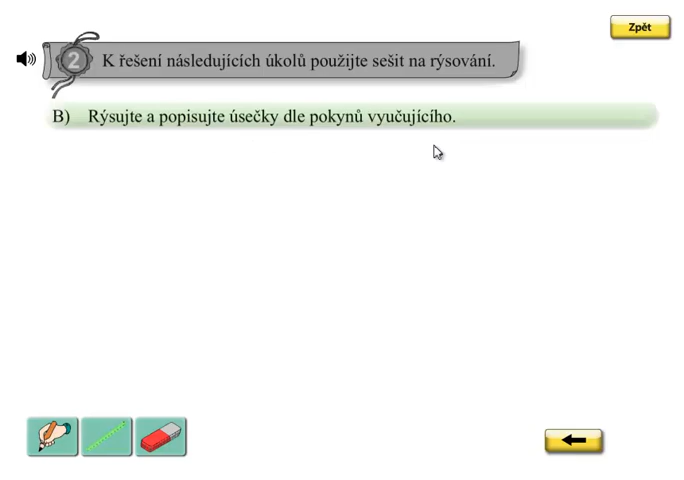 Zpět
2 K řešení následujících úkolů použijte sešit na rýsování.
B) Rýsujte a popisujte úsečky dle pokynů vyučujícího.